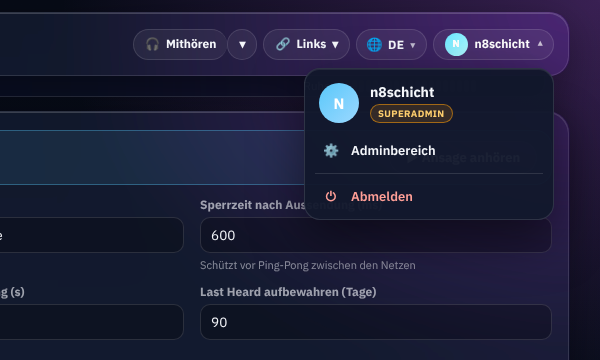 Mithören ▾ Links ▾ DE ▾ N n8schicht ▴
N n8schicht
SUPERADMIN
Adminbereich
Abmelden
Sperrzeit nach
600
Schützt vor Ping-Pong zwischen den Netzen
(s)
Last Heard aufbewahren (Tage)
90